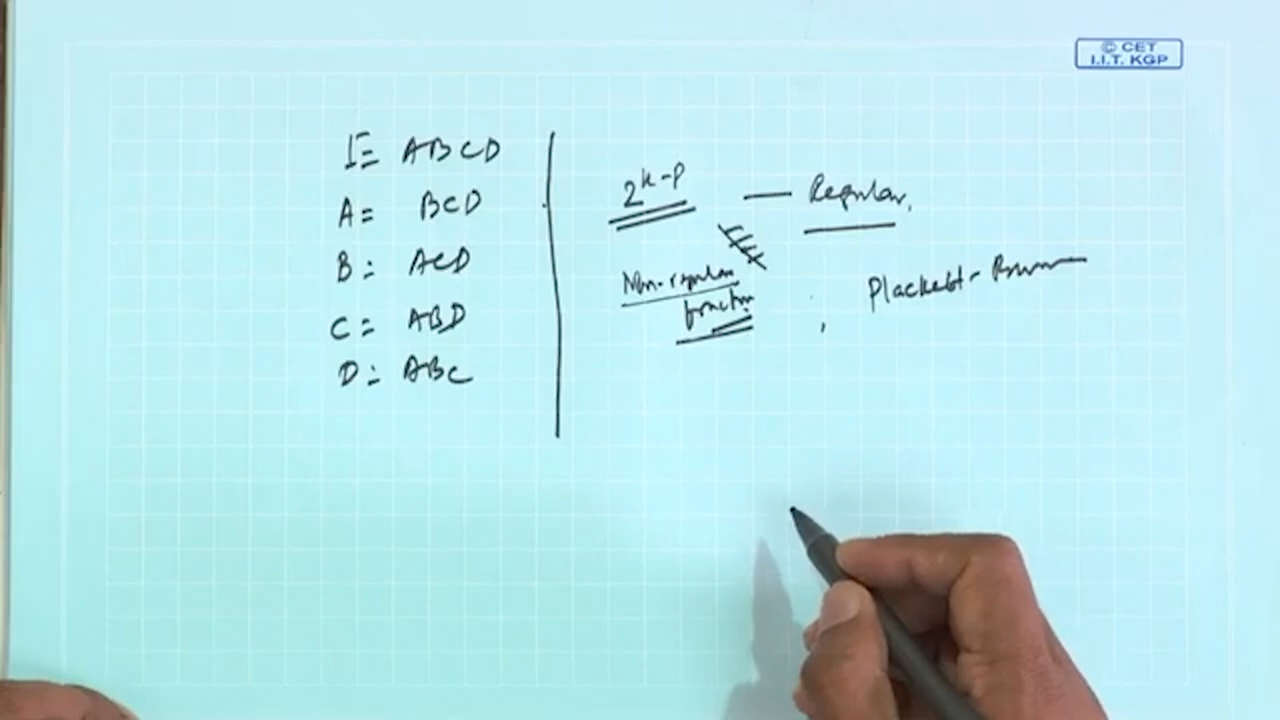 © CET
I.I.T. KGP
I = ABCD
A = BCD
B = ACD
C = ABD
D = ABC
2^k-p — Regular,
Non-regular
fraction ; Plackett-